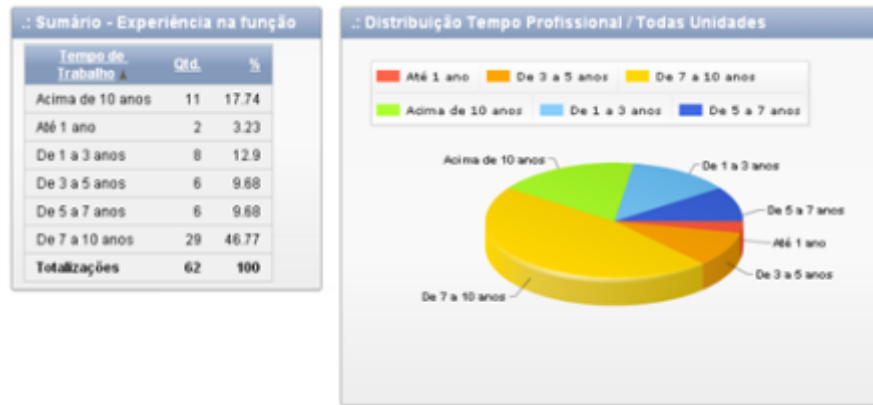 .: Sumário - Experiência na função
Tempo de Trabalho ▲ Qtd. %
Acima de 10 anos 11 17.74
Até 1 ano 2 3.23
De 1 a 3 anos 8 12.9
De 3 a 5 anos 6 9.68
De 5 a 7 anos 6 9.68
De 7 a 10 anos 29 46.77
Totalizações 62 100
.: Distribuição Tempo Profissional / Todas Unidades
Até 1 ano De 3 a 5 anos De 7 a 10 anos
Acima de 10 anos De 1 a 3 anos De 5 a 7 anos
Acima de 10 anos
De 1 a 3 anos
De 5 a 7 anos
Até 1 ano
De 3 a 5 anos
De 7 a 10 anos